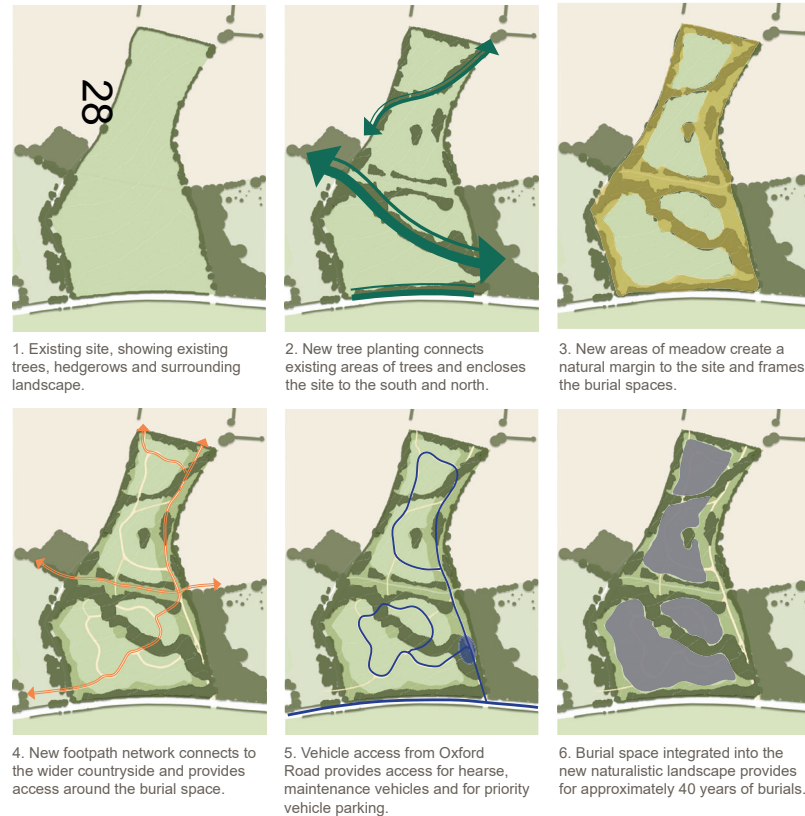 28
1. Existing site, showing existing
trees, hedgerows and surrounding
landscape.
2. New tree planting connects
existing areas of trees and encloses
the site to the south and north.
3. New areas of meadow create a
natural margin to the site and frames
the burial spaces.
4. New footpath network connects to
the wider countryside and provides
access around the burial space.
5. Vehicle access from Oxford
Road provides access for hearse,
maintenance vehicles and for priority
vehicle parking.
6. Burial space integrated into the
new naturalistic landscape provides
for approximately 40 years of burials.